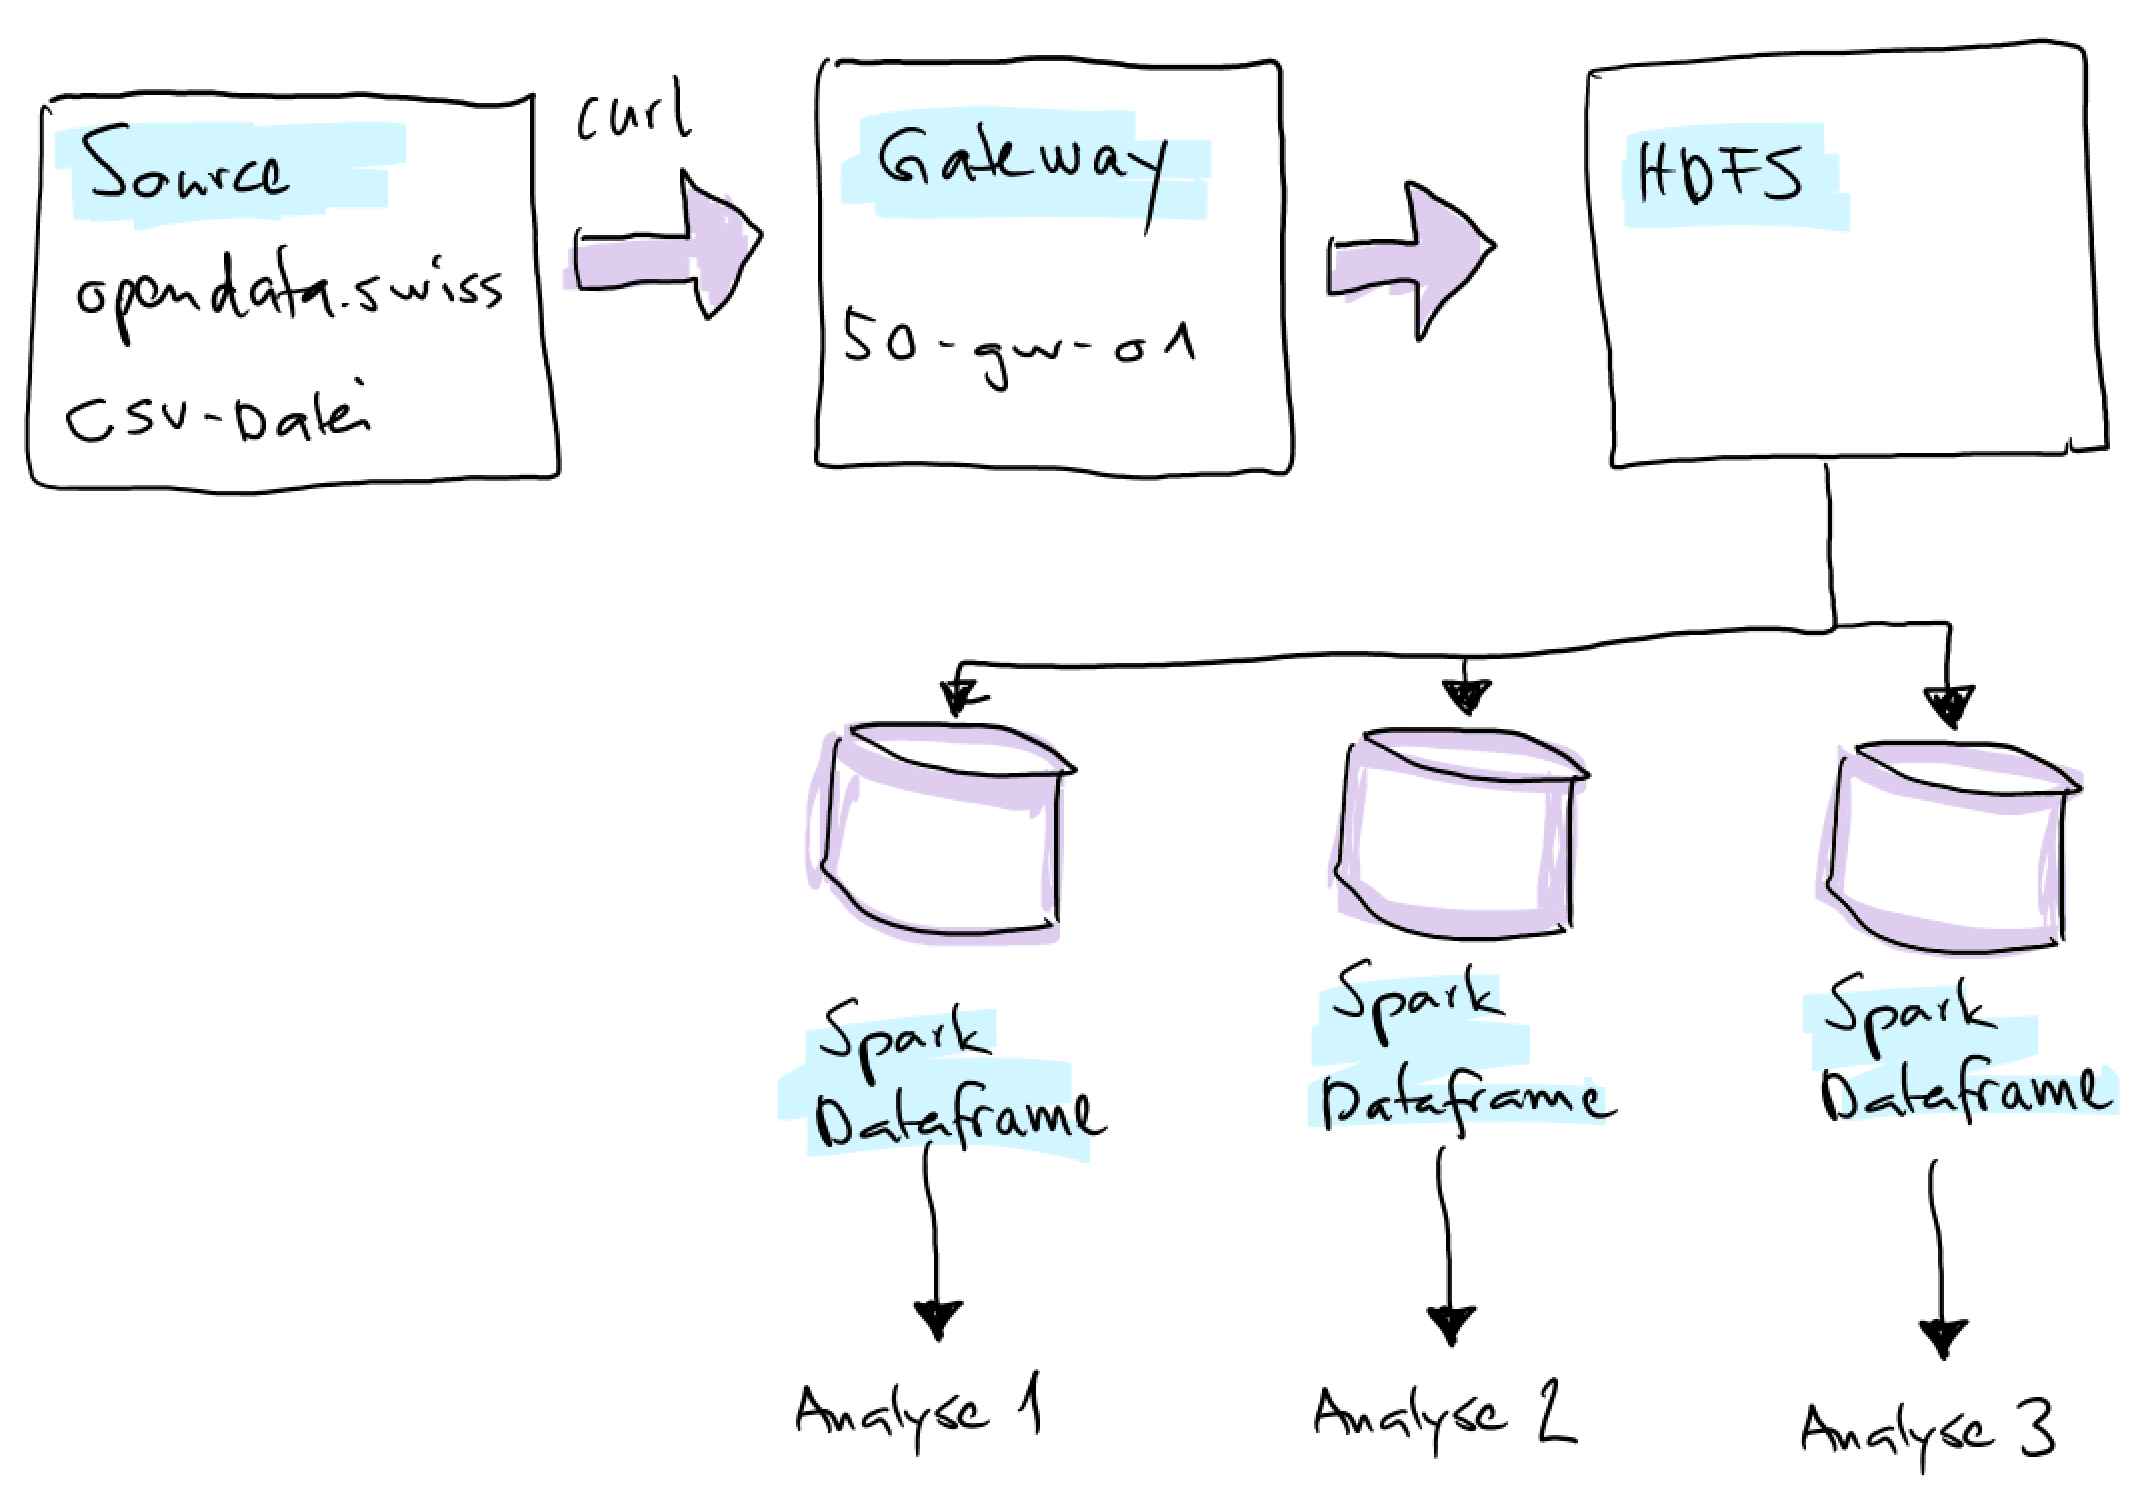 Source
opendata.swiss
CSV-Datei
curl
Gateway
50-gw-01
HDFS
Spark
Dataframe
Spark
Dataframe
Spark
Dataframe
Analyse 1
Analyse 2
Analyse 3